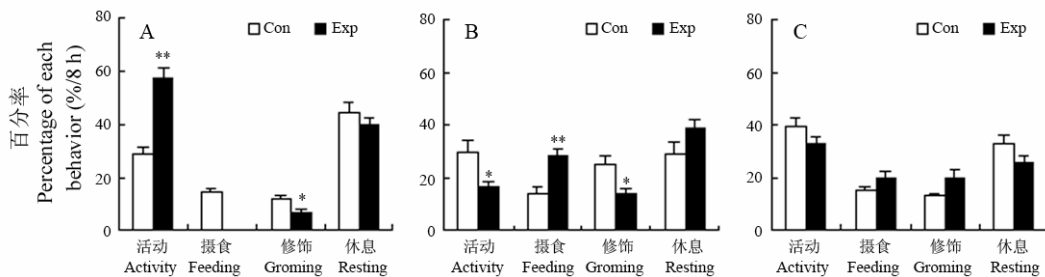 百分率
Percentage of each
behavior (%/8 h)
80
60
40
20
0
A
Con
Exp
**
*
活动
摄食
修饰
休息
Activity
Feeding
Groming
Resting
80
60
40
20
0
B
Con
Exp
*
**
*
活动
摄食
修饰
休息
Activity
Feeding
Groming
Resting
80
60
40
20
0
C
Con
Exp
活动
摄食
修饰
休息
Activity
Feeding
Groming
Resting